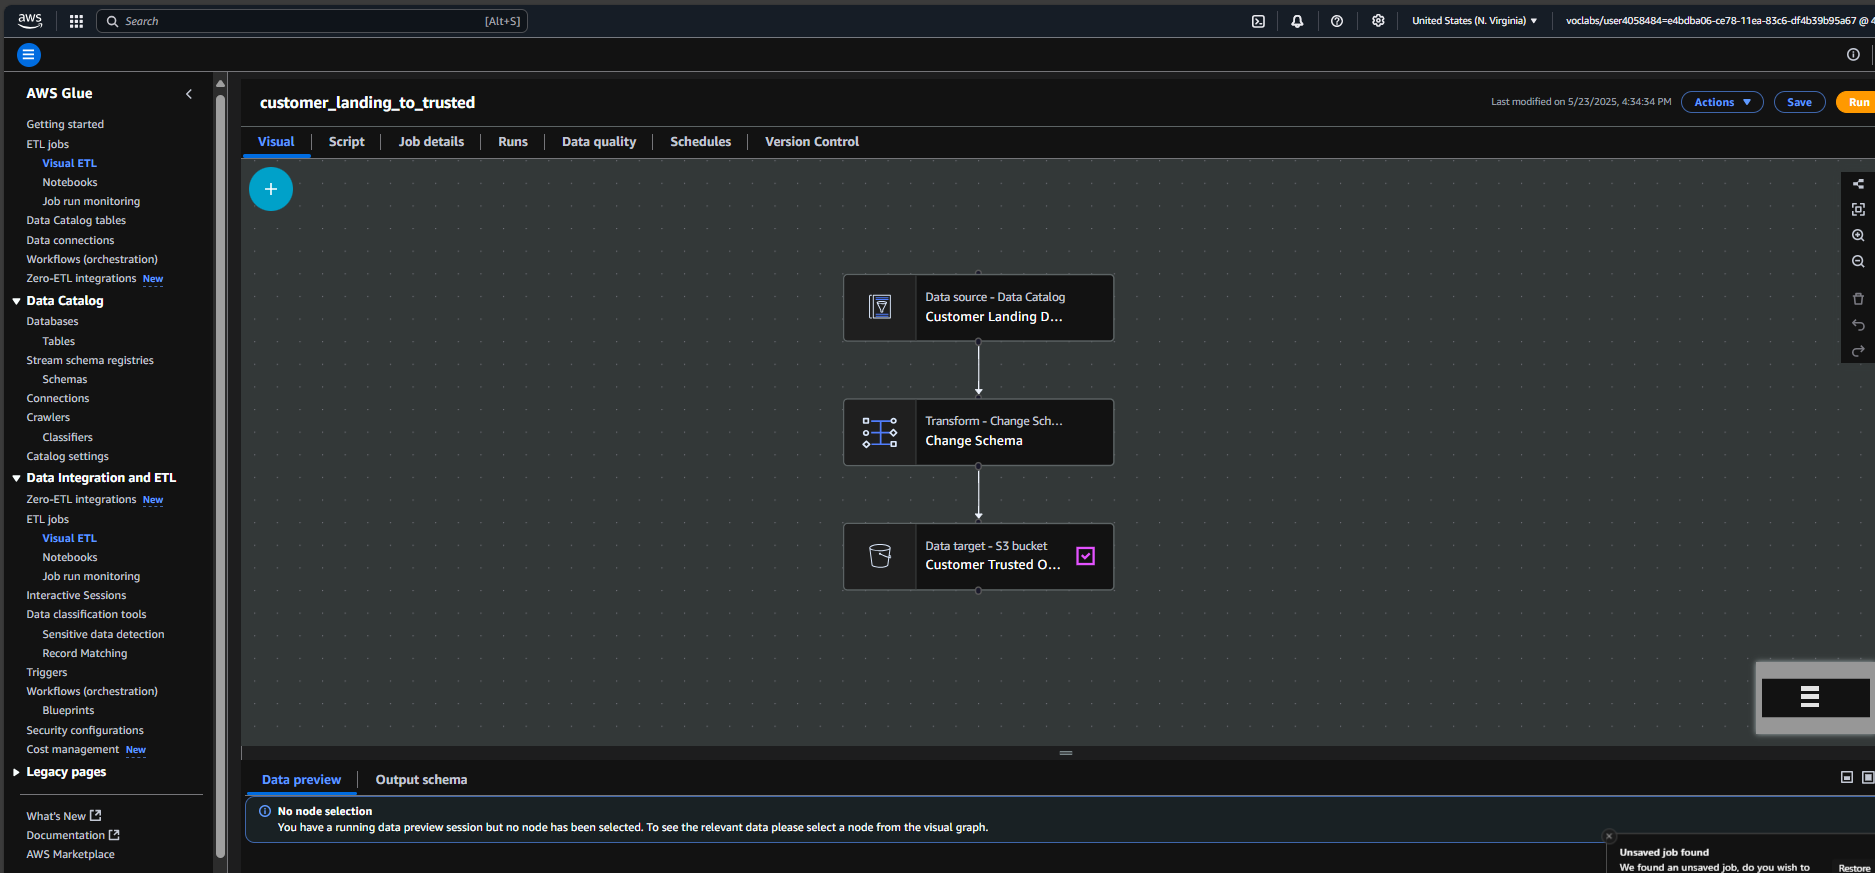 aws
Search
[Alt+S]
United States (N. Virginia)
voclabs/user4058484=e4bdba06-ce78-11ea-83c6-df4b39b95a67 @ 4
AWS Glue
Getting started
ETL jobs
Visual ETL
Notebooks
Job run monitoring
Data Catalog tables
Data connections
Workflows (orchestration)
Zero-ETL integrations New
Data Catalog
Databases
Tables
Stream schema registries
Schemas
Connections
Crawlers
Classifiers
Catalog settings
Data Integration and ETL
Zero-ETL integrations New
ETL jobs
Visual ETL
Notebooks
Job run monitoring
Interactive Sessions
Data classification tools
Sensitive data detection
Record Matching
Triggers
Workflows (orchestration)
Blueprints
Security configurations
Cost management New
Legacy pages
What's New
Documentation
AWS Marketplace
customer_landing_to_trusted
Last modified on 5/23/2025, 4:34:34 PM
Actions
Save
Run
Visual
Script
Job details
Runs
Data quality
Schedules
Version Control
Data source - Data Catalog
Customer Landing D...
Transform - Change Sch...
Change Schema
Data target - S3 bucket
Customer Trusted O...
Data preview
Output schema
No node selection
You have a running data preview session but no node has been selected. To see the relevant data please select a node from the visual graph.
Unsaved job found
We found an unsaved job, do you wish to
Restore